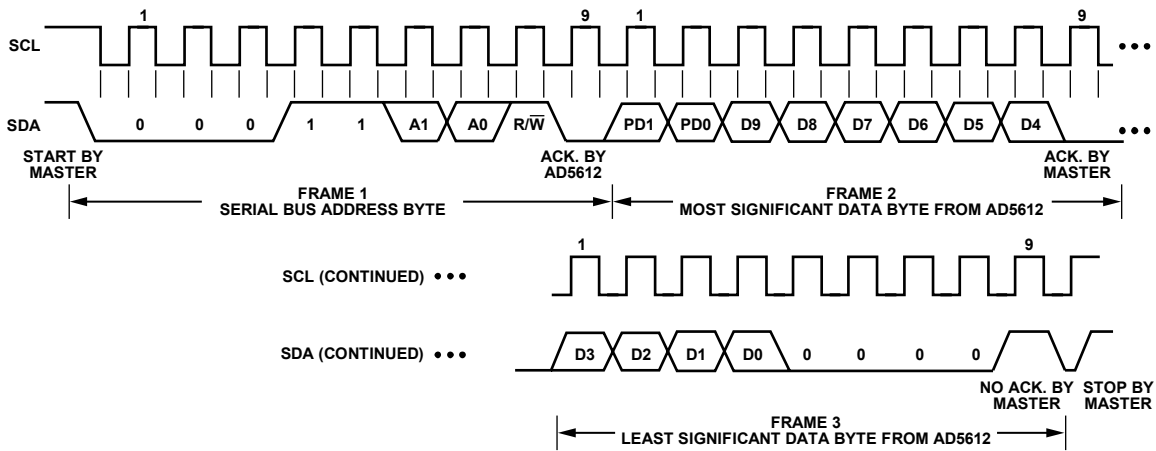 1 9 1 9
SCL
SDA 0 0 0 1 1 A1 A0 R/W̅ PD1 PD0 D9 D8 D7 D6 D5 D4
START BY
MASTER
ACK. BY
AD5612
ACK. BY
MASTER
FRAME 1
SERIAL BUS ADDRESS BYTE
FRAME 2
MOST SIGNIFICANT DATA BYTE FROM AD5612
1 9
SCL (CONTINUED)
SDA (CONTINUED) D3 D2 D1 D0 0 0 0 0
NO ACK. BY
MASTER
STOP BY
MASTER
FRAME 3
LEAST SIGNIFICANT DATA BYTE FROM AD5612